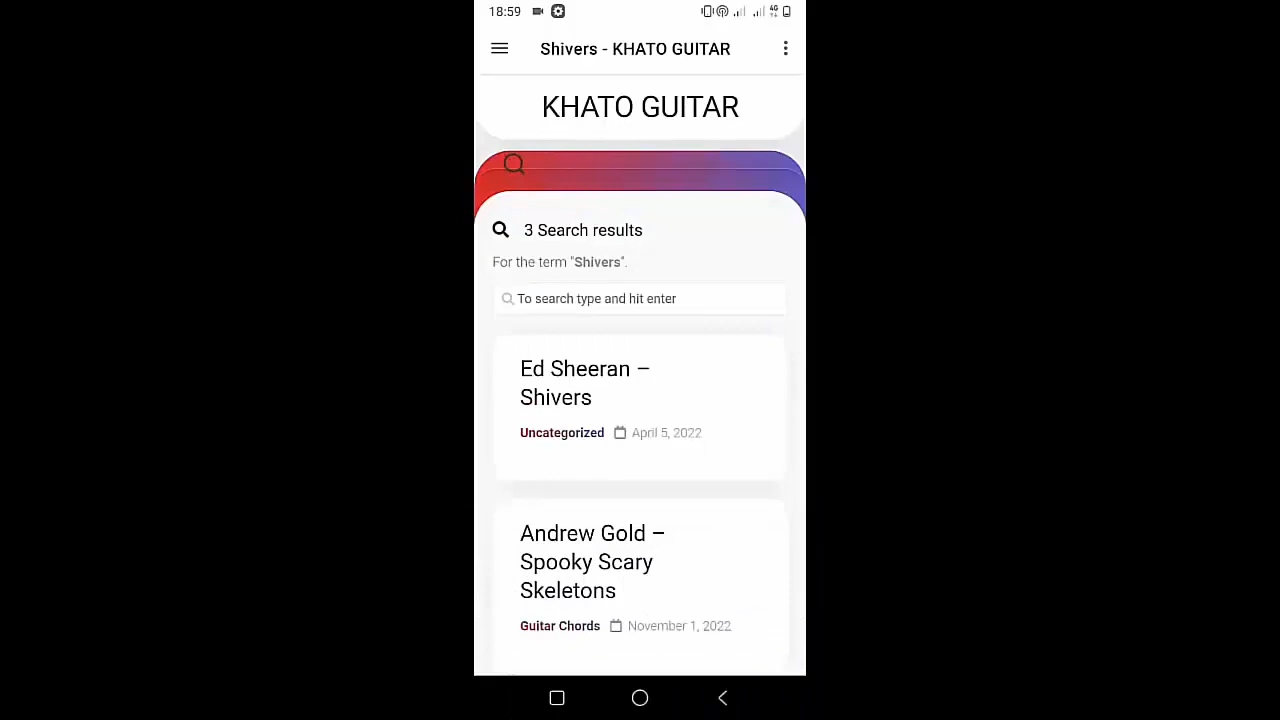 18:59 4G
Shivers - KHATO GUITAR
KHATO GUITAR
3 Search results
For the term "Shivers".
To search type and hit enter
Ed Sheeran –
Shivers
Uncategorized April 5, 2022
Andrew Gold –
Spooky Scary
Skeletons
Guitar Chords November 1, 2022